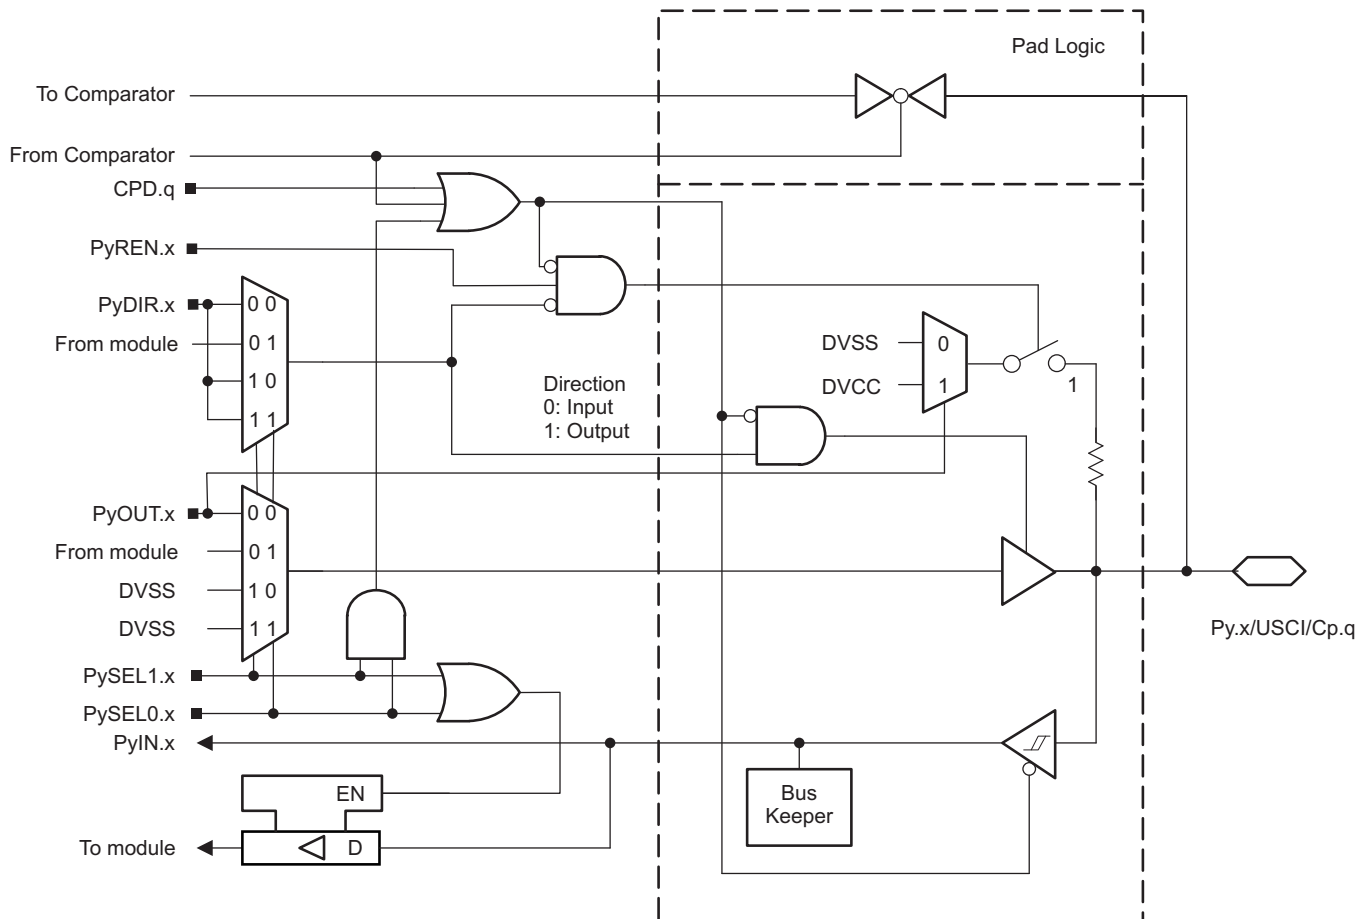 Pad Logic
To Comparator
From Comparator
CPD.q
PyREN.x
PyDIR.x
0 0
From module
0 1
1 0
1 1
Direction
0: Input
1: Output
DVSS
0
DVCC
1
1
PyOUT.x
0 0
From module
0 1
DVSS
1 0
DVSS
1 1
Py.x/USCI/Cp.q
PySEL1.x
PySEL0.x
PyIN.x
EN
Bus
Keeper
To module
D